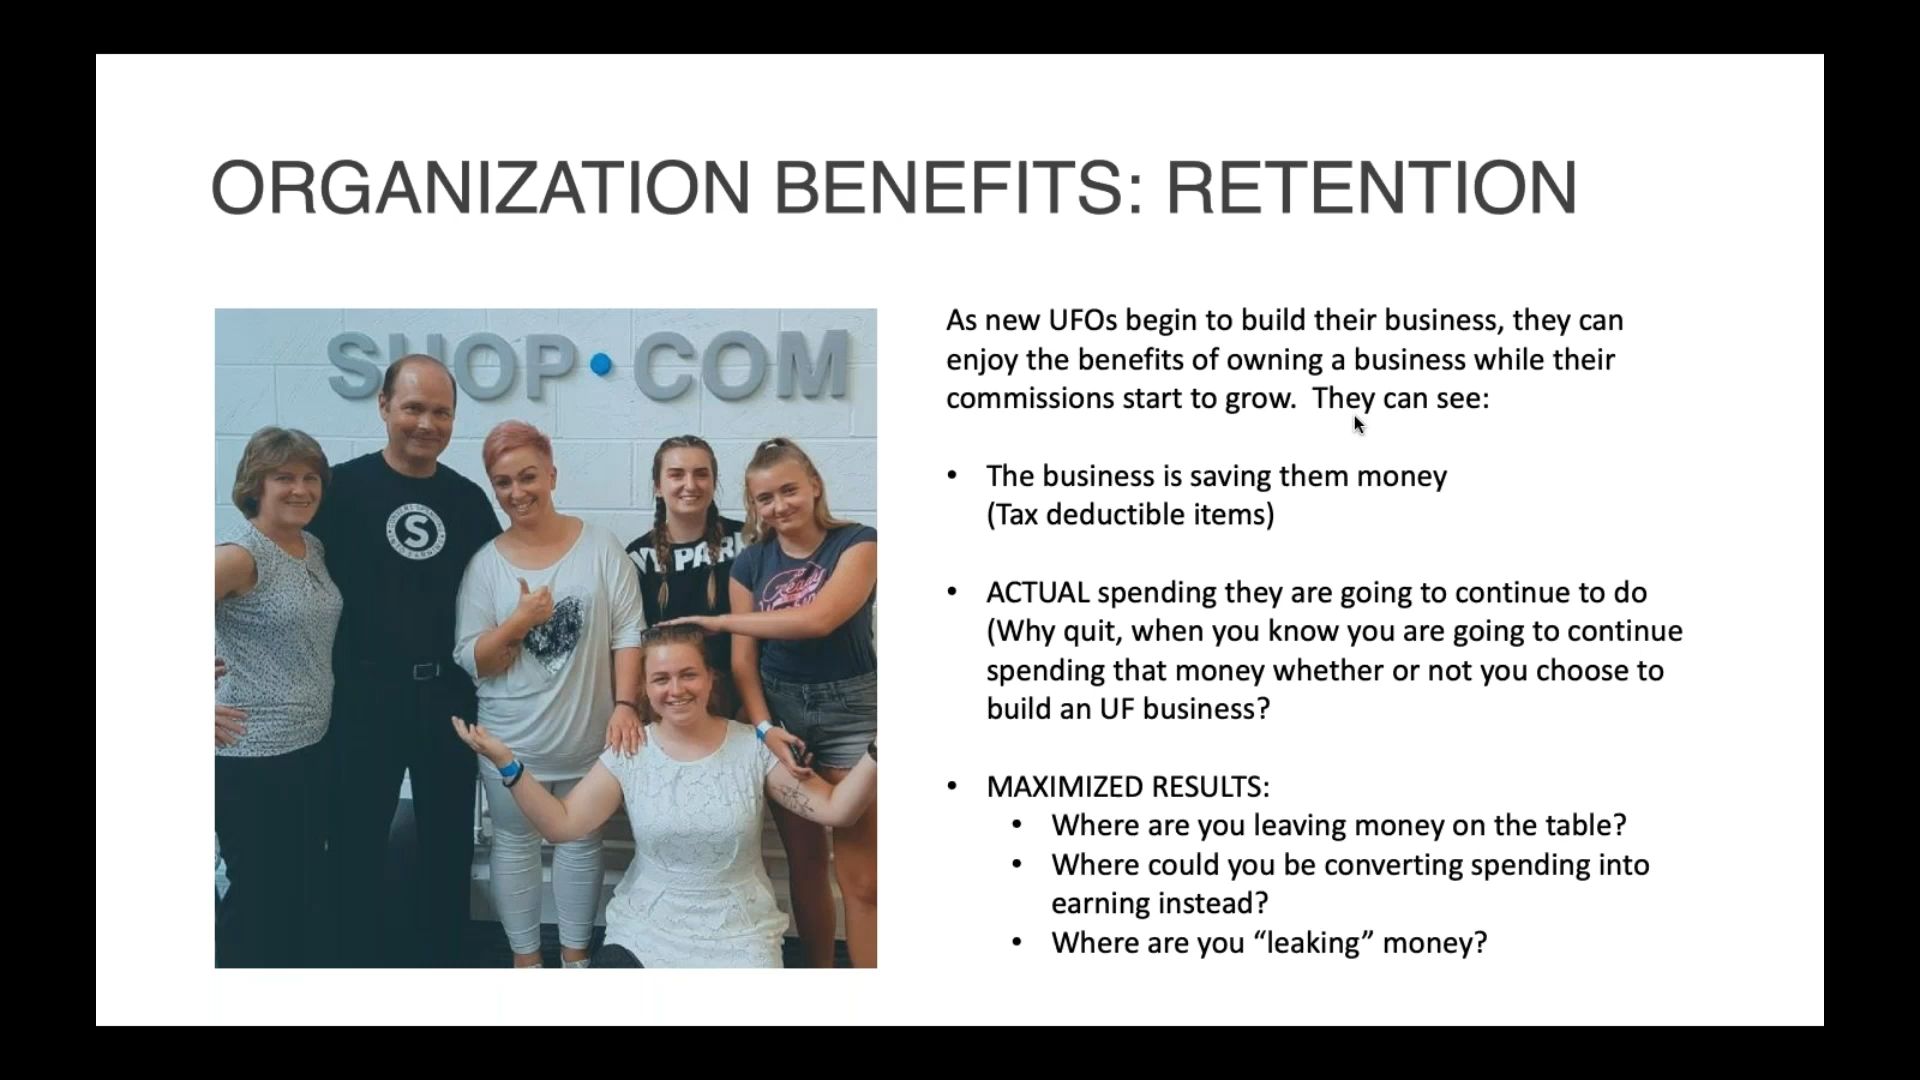 ORGANIZATION BENEFITS: RETENTION
SHOP•COM
S
NY PARK
As new UFOs begin to build their business, they can
enjoy the benefits of owning a business while their
commissions start to grow.  They can see:
• The business is saving them money
(Tax deductible items)
• ACTUAL spending they are going to continue to do
(Why quit, when you know you are going to continue
spending that money whether or not you choose to
build an UF business?
• MAXIMIZED RESULTS:
• Where are you leaving money on the table?
• Where could you be converting spending into
earning instead?
• Where are you “leaking” money?